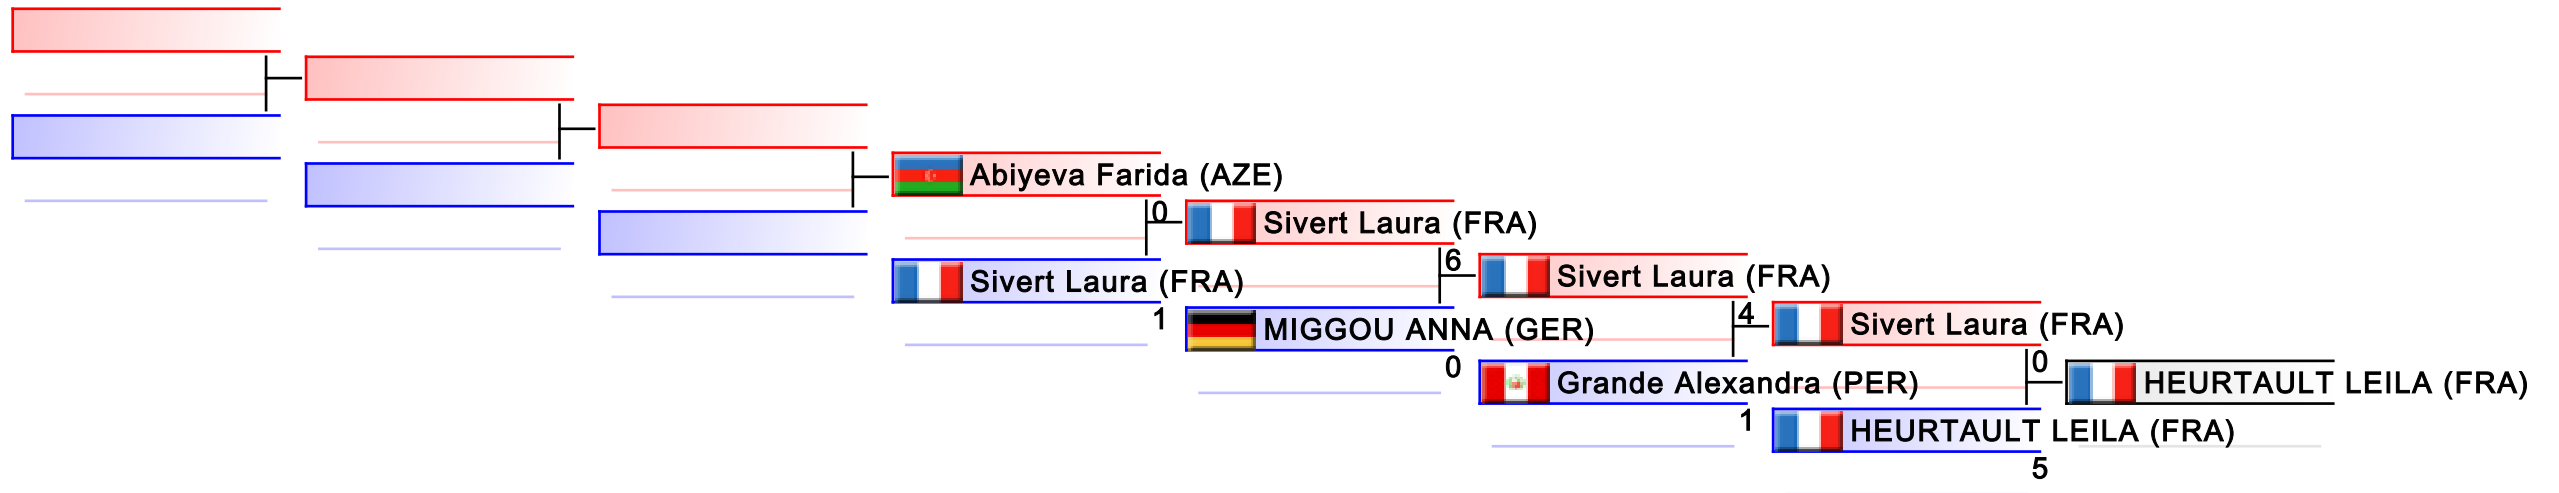 Abiyeva Farida (AZE)
0
Sivert Laura (FRA)
Sivert Laura (FRA)
1
6
Sivert Laura (FRA)
MIGGOU ANNA (GER)
0
4
Sivert Laura (FRA)
Grande Alexandra (PER)
1
0
HEURTAULT LEILA (FRA)
HEURTAULT LEILA (FRA)
5